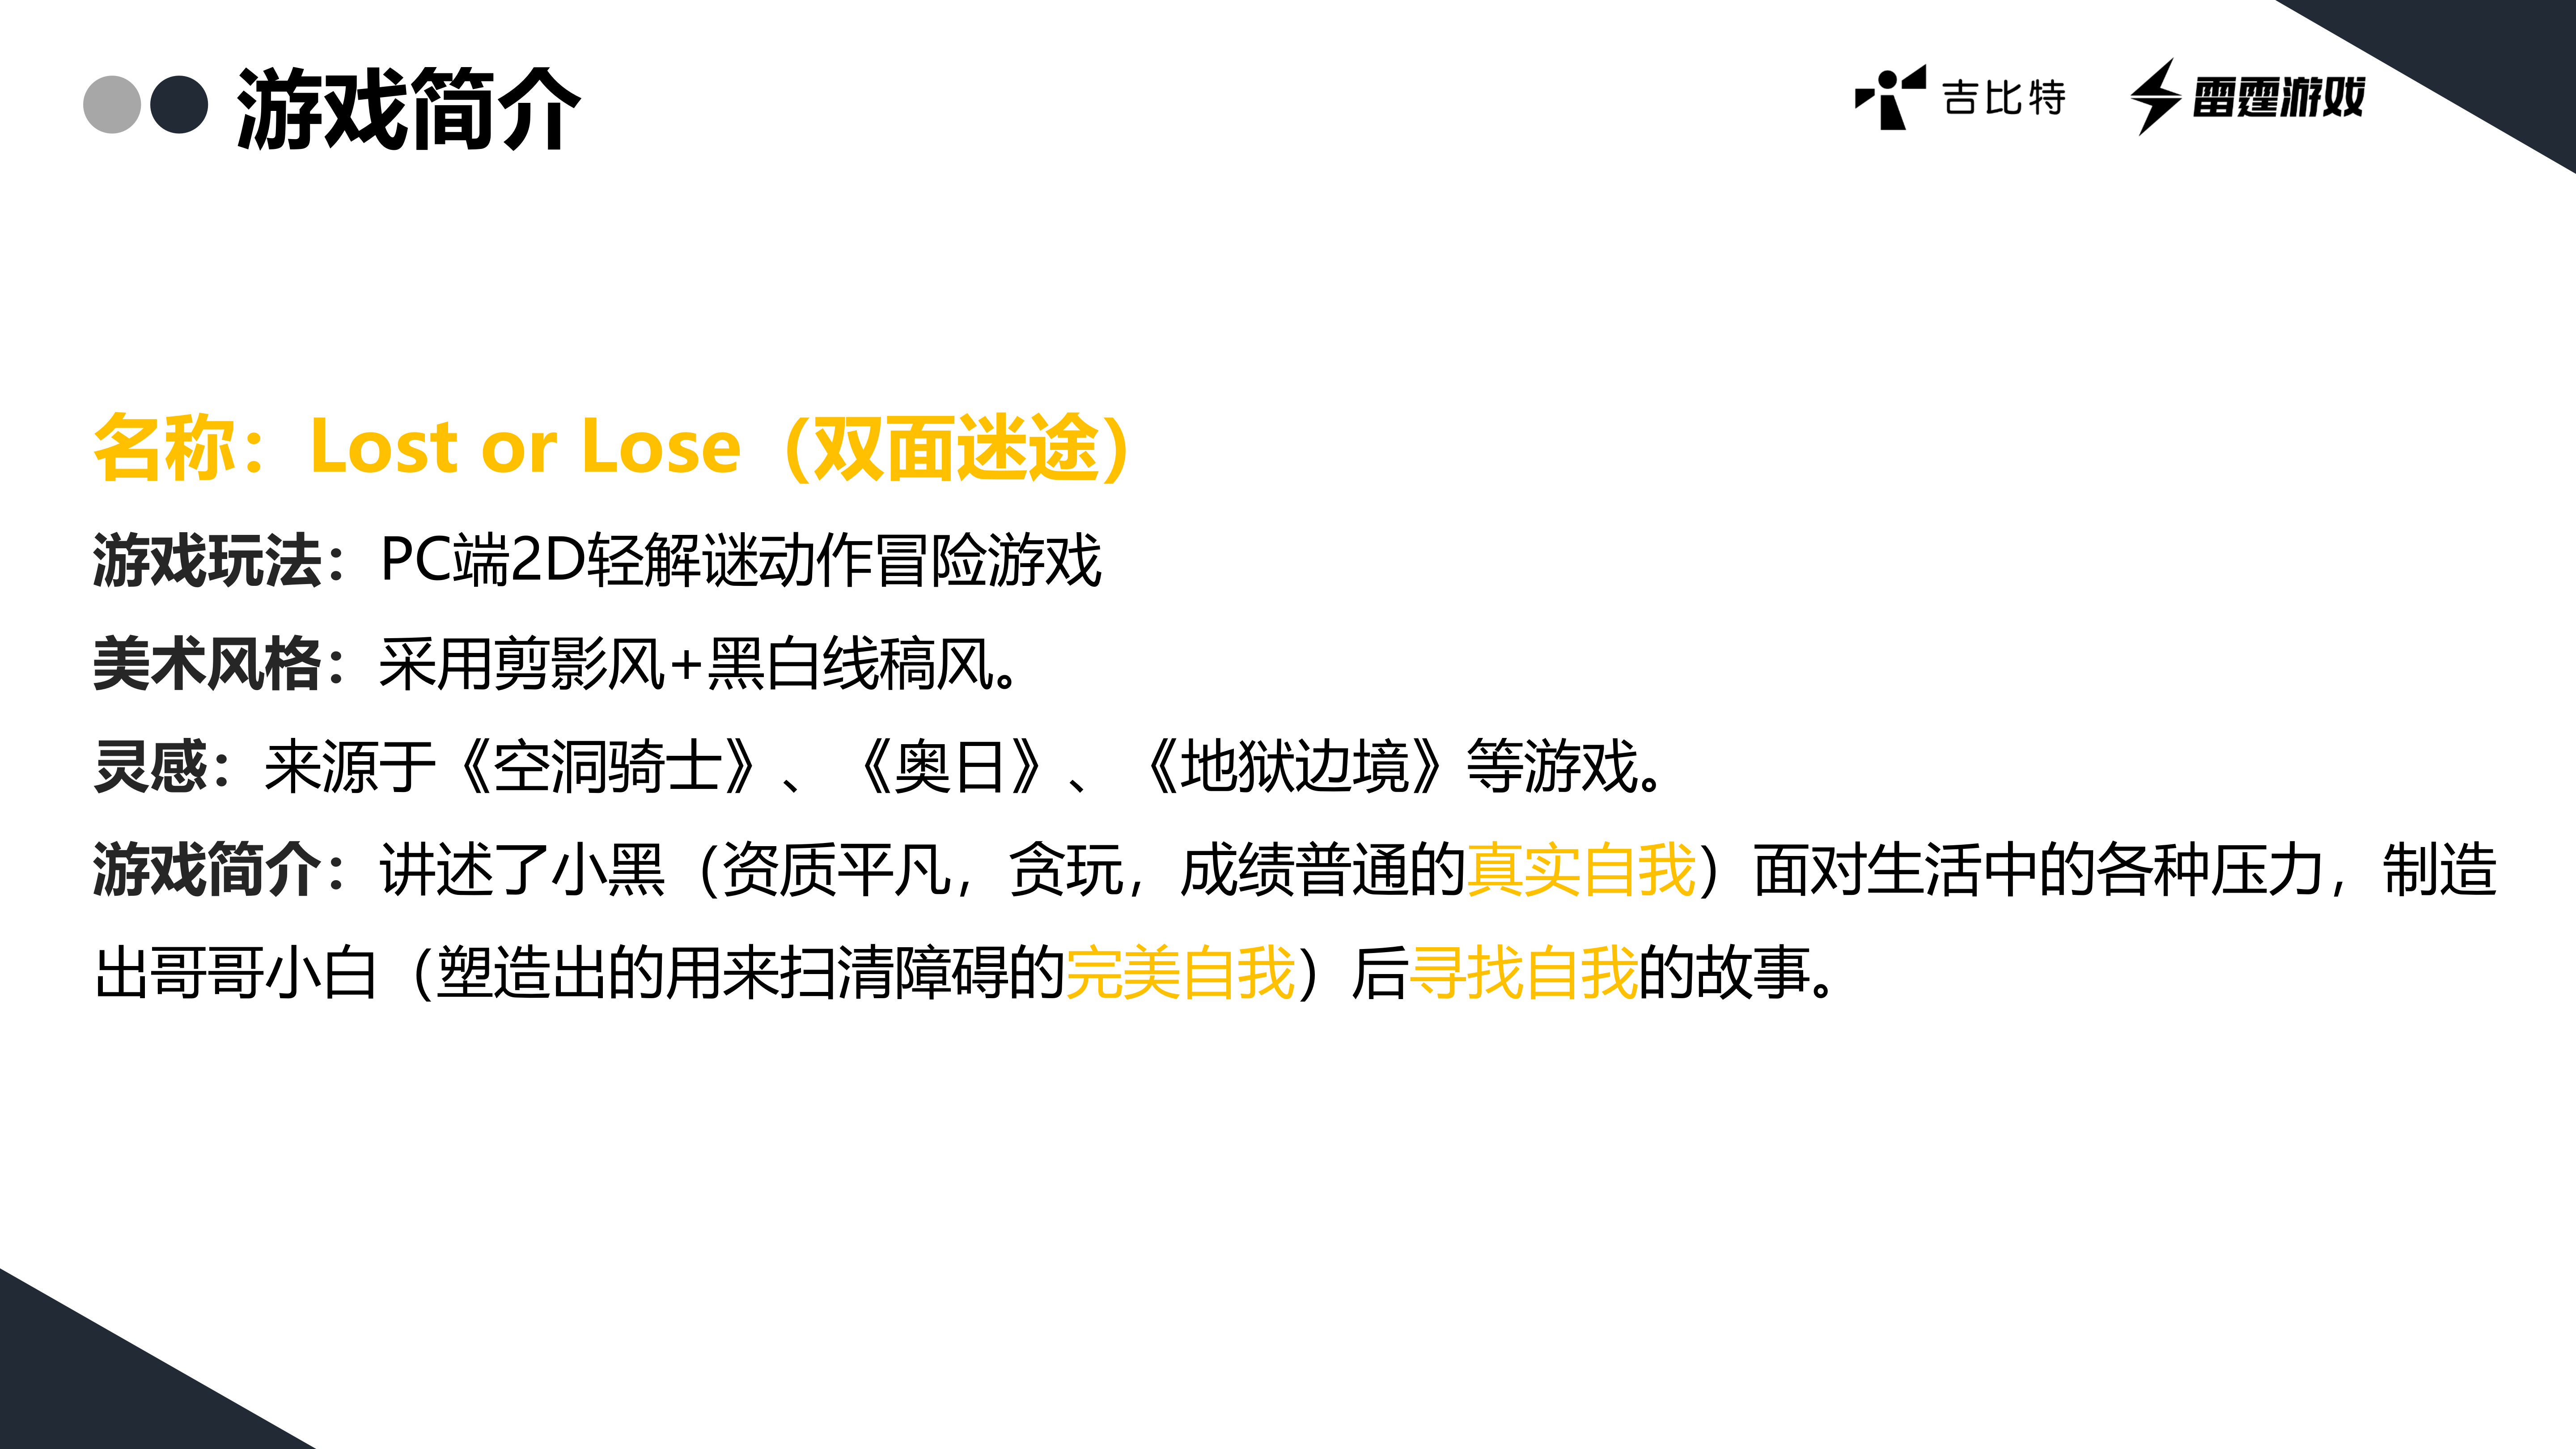 游戏简介
吉比特
雷霆游戏
名称：Lost or Lose（双面迷途）
游戏玩法：PC端2D轻解谜动作冒险游戏
美术风格：采用剪影风+黑白线稿风。
灵感：来源于《空洞骑士》、《奥日》、《地狱边境》等游戏。
游戏简介：讲述了小黑（资质平凡，贪玩，成绩普通的真实自我）面对生活中的各种压力，制造
出哥哥小白（塑造出的用来扫清障碍的完美自我）后寻找自我的故事。